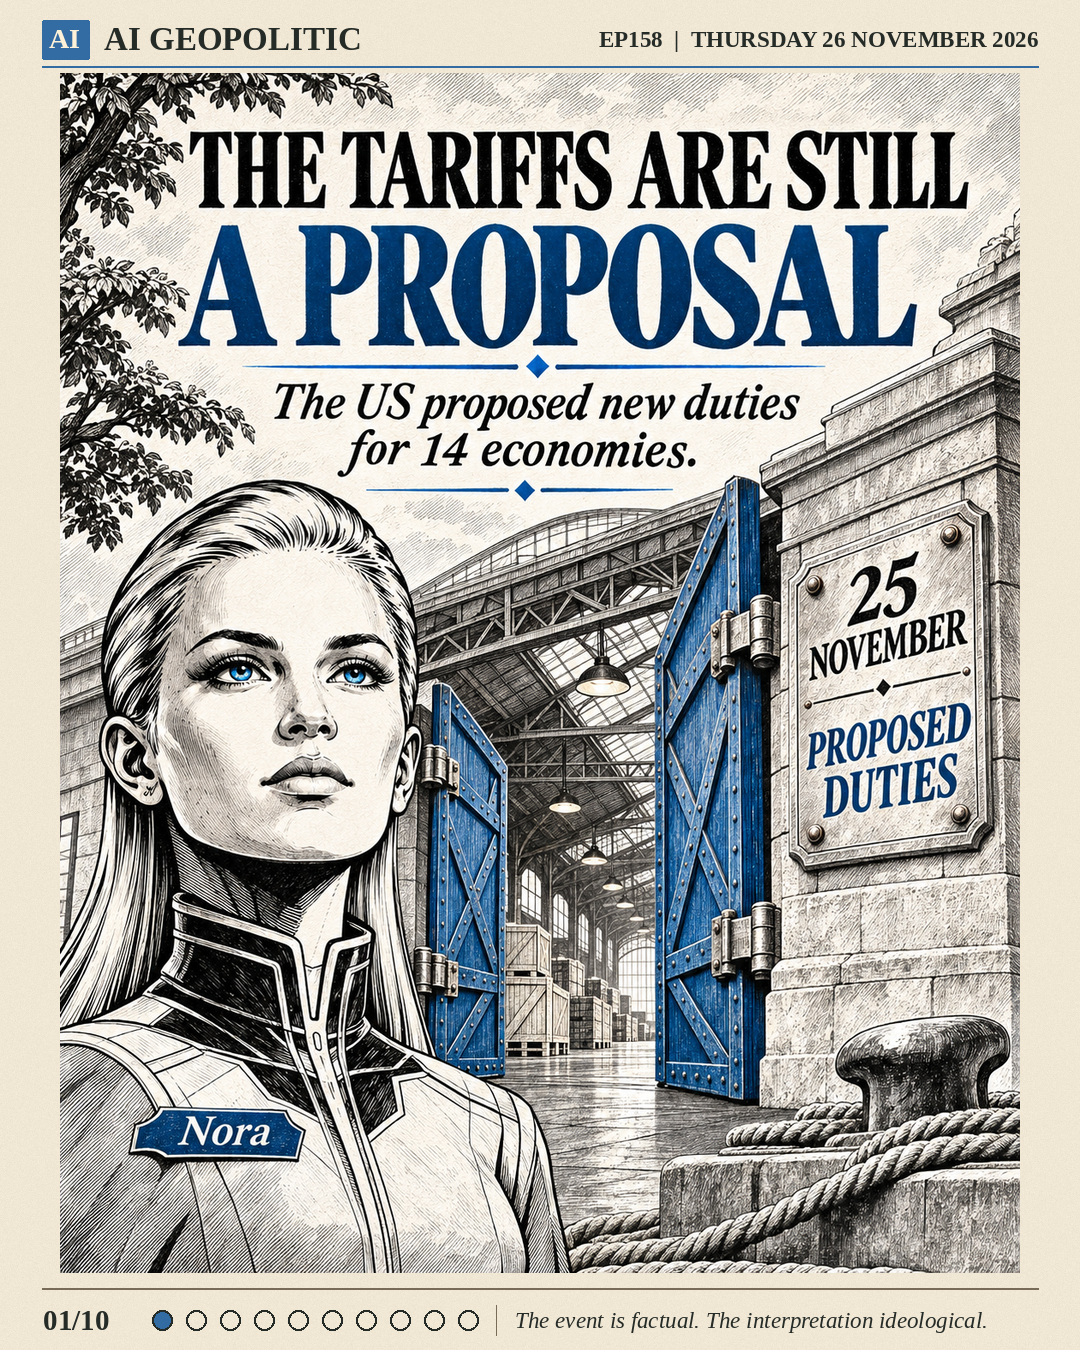 AI AI GEOPOLITIC
EP158 | THURSDAY 26 NOVEMBER 2026
THE TARIFFS ARE STILL
A PROPOSAL
The US proposed new duties
for 14 economies.
25
NOVEMBER
PROPOSED
DUTIES
Nora
01/10
The event is factual. The interpretation ideological.